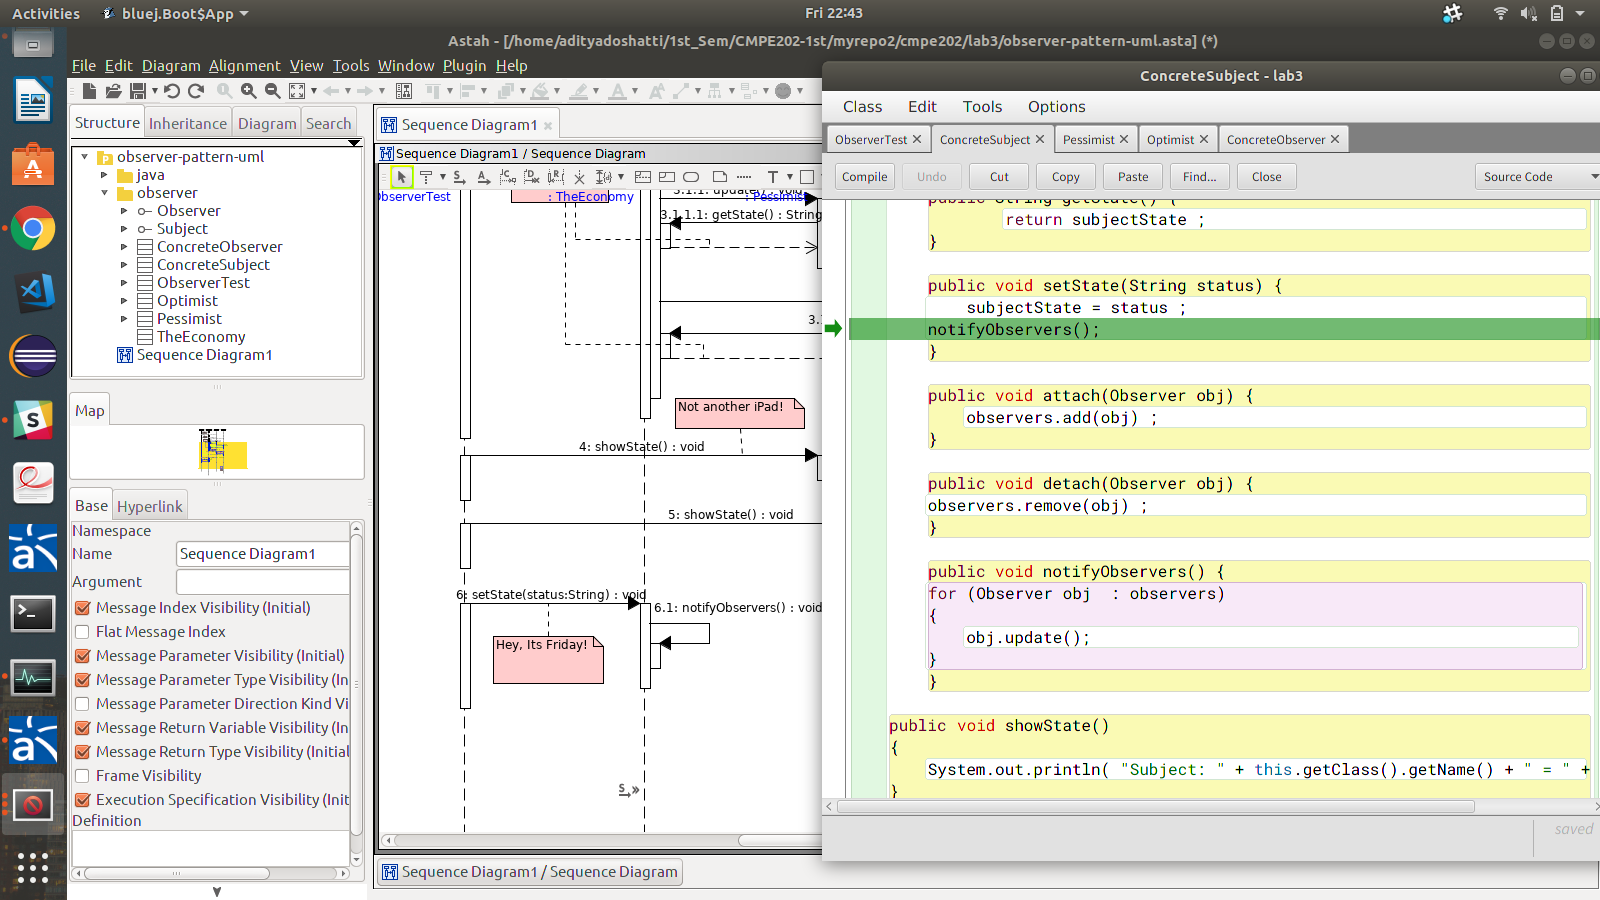 Activities
bluej.Boot$App
Fri 22:43
Astah - [/home/adityadoshatti/1st_Sem/CMPE202-1st/myrepo2/cmpe202/lab3/observer-pattern-uml.asta] (*)
File Edit Diagram Alignment View Tools Window Plugin Help
Structure Inheritance Diagram Search
observer-pattern-uml
java
observer
Observer
Subject
ConcreteObserver
ConcreteSubject
ObserverTest
Optimist
Pessimist
TheEconomy
Sequence Diagram1
Map
Base Hyperlink
Namespace
Name Sequence Diagram1
Argument
Message Index Visibility (Initial)
Flat Message Index
Message Parameter Visibility (Initial)
Message Parameter Type Visibility (In
Message Parameter Direction Kind Vi
Message Return Variable Visibility (In
Message Return Type Visibility (Initial
Frame Visibility
Execution Specification Visibility (Init
Definition
Sequence Diagram1
Sequence Diagram1 / Sequence Diagram
ObserverTest
: TheEconomy
: Pessimist
3.1.1: update() : void
3.1.1.1: getState() : String
3.
Not another iPad!
4: showState() : void
5: showState() : void
6: setState(status:String) : void
6.1: notifyObservers() : void
Hey, Its Friday!
Sequence Diagram1 / Sequence Diagram
ConcreteSubject - lab3
Class Edit Tools Options
ObserverTest ConcreteSubject Pessimist Optimist ConcreteObserver
Compile Undo Cut Copy Paste Find... Close Source Code
public String getState() {
return subjectState ;
}
public void setState(String status) {
subjectState = status ;
notifyObservers();
}
public void attach(Observer obj) {
observers.add(obj) ;
}
public void detach(Observer obj) {
observers.remove(obj) ;
}
public void notifyObservers() {
for (Observer obj  : observers)
{
obj.update();
}
}
public void showState()
{
System.out.println( "Subject: " + this.getClass().getName() + " = " +
}
saved